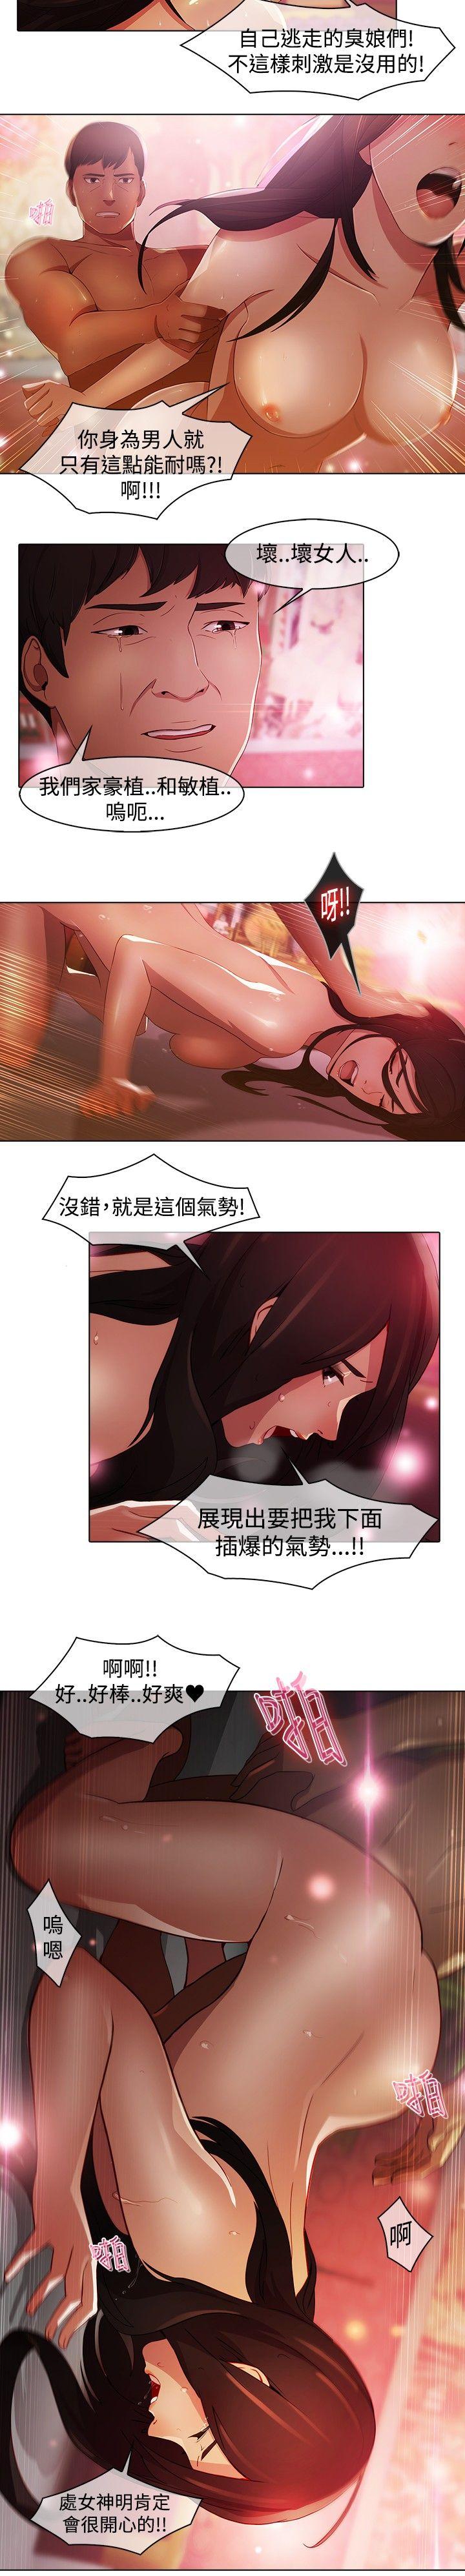 自己逃走的臭娘們!
不這樣刺激是沒用的!
啪
你身為男人就
只有這點能耐嗎?!
啊!!!
壞..壞女人..
我們家豪植..和敏植..
嗚呃...
呀!!
沒錯,就是這個氣勢!
展現出要把我下面
插爆的氣勢...!!
啊啊!!
好..好棒..好爽♥
啪
嗚
嗯
啪
啊
啪
處女神明肯定
會很開心的!!